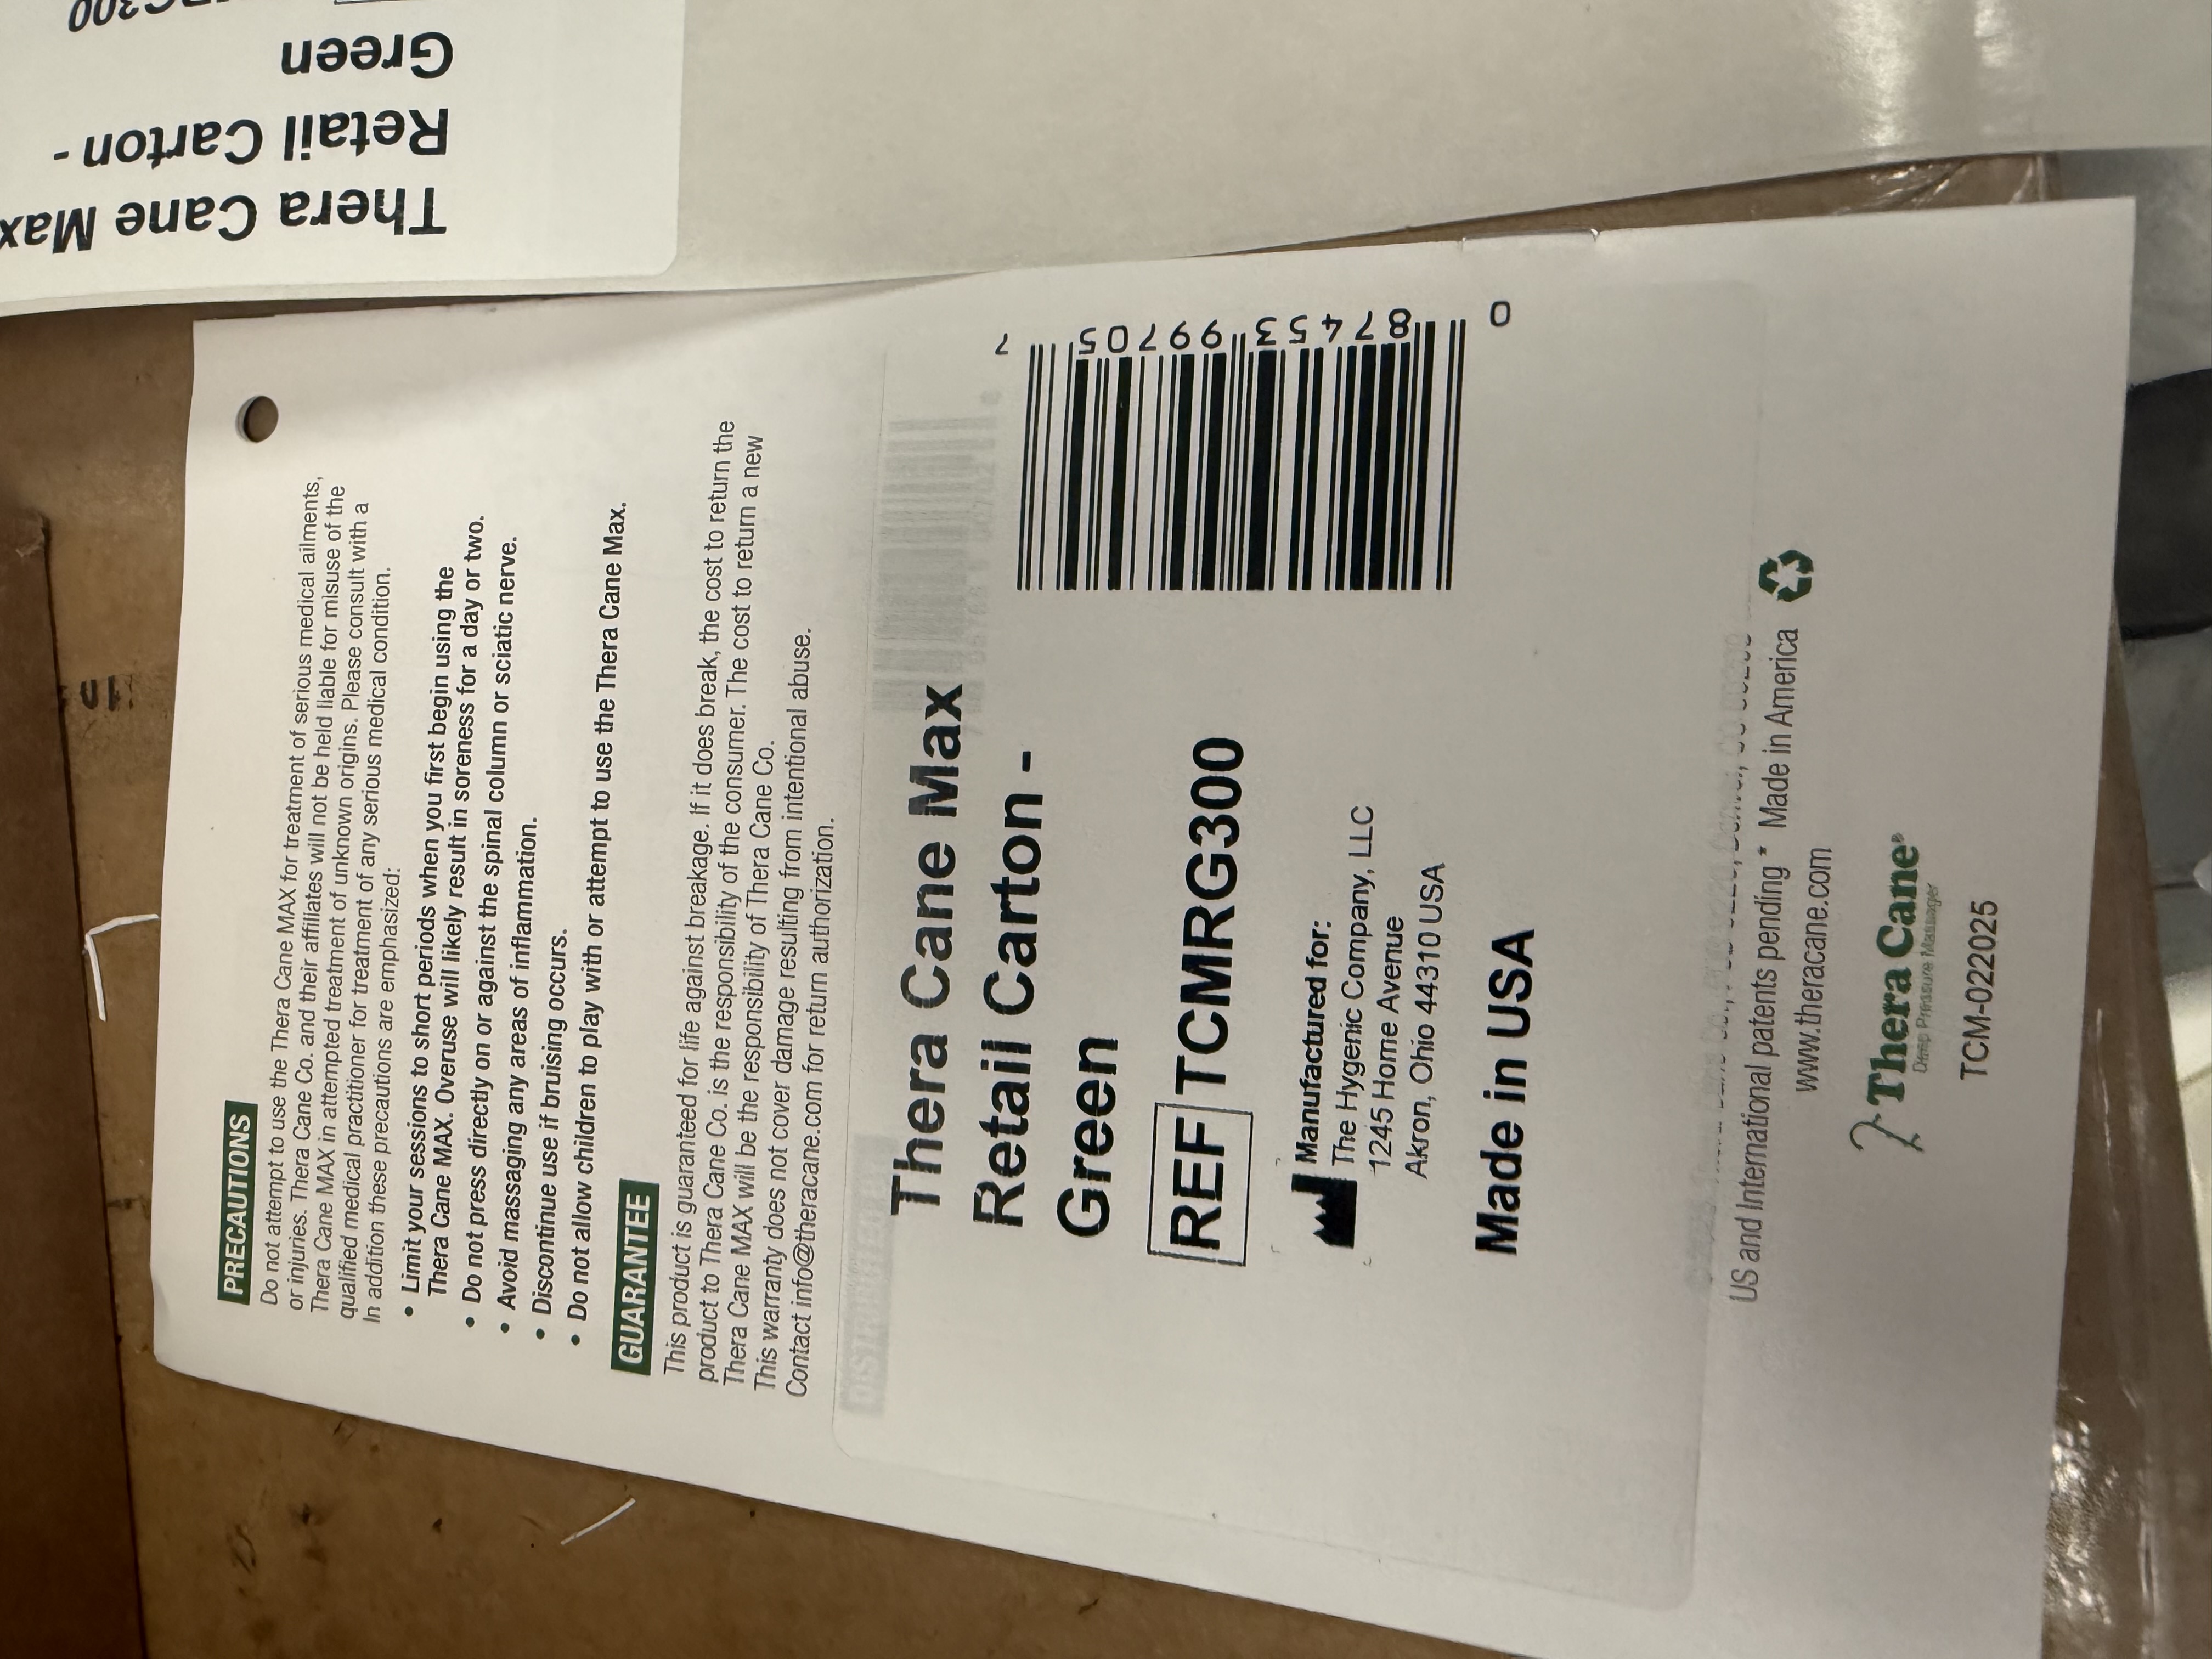 Thera Cane Max
Retail Carton -
Green
PRECAUTIONS
Do not attempt to use the Thera Cane MAX for treatment of serious medical ailments,
or injuries. Thera Cane Co. and their affiliates will not be held liable for misuse of the
Thera Cane MAX in attempted treatment of unknown origins. Please consult with a
qualified medical practitioner for treatment of any serious medical condition.
In addition these precautions are emphasized:
• Limit your sessions to short periods when you first begin using the
Thera Cane MAX. Overuse will likely result in soreness for a day or two.
• Do not press directly on or against the spinal column or sciatic nerve.
• Avoid massaging any areas of inflammation.
• Discontinue use if bruising occurs.
• Do not allow children to play with or attempt to use the Thera Cane Max.
GUARANTEE
This product is guaranteed for life against breakage. If it does break, the cost to return the
product to Thera Cane Co. is the responsibility of the consumer. The cost to return a new
Thera Cane MAX will be the responsibility of Thera Cane Co.
This warranty does not cover damage resulting from intentional abuse.
Contact info@theracane.com for return authorization.
Thera Cane Max
Retail Carton -
Green
REF TCMRG300
Manufactured for:
The Hygenic Company, LLC
1245 Home Avenue
Akron, Ohio 44310 USA
Made in USA
0 87453 99705 7
US and International patents pending * Made in America
www.theracane.com
Thera Cane®
Deep Pressure Massager
TCM-022025